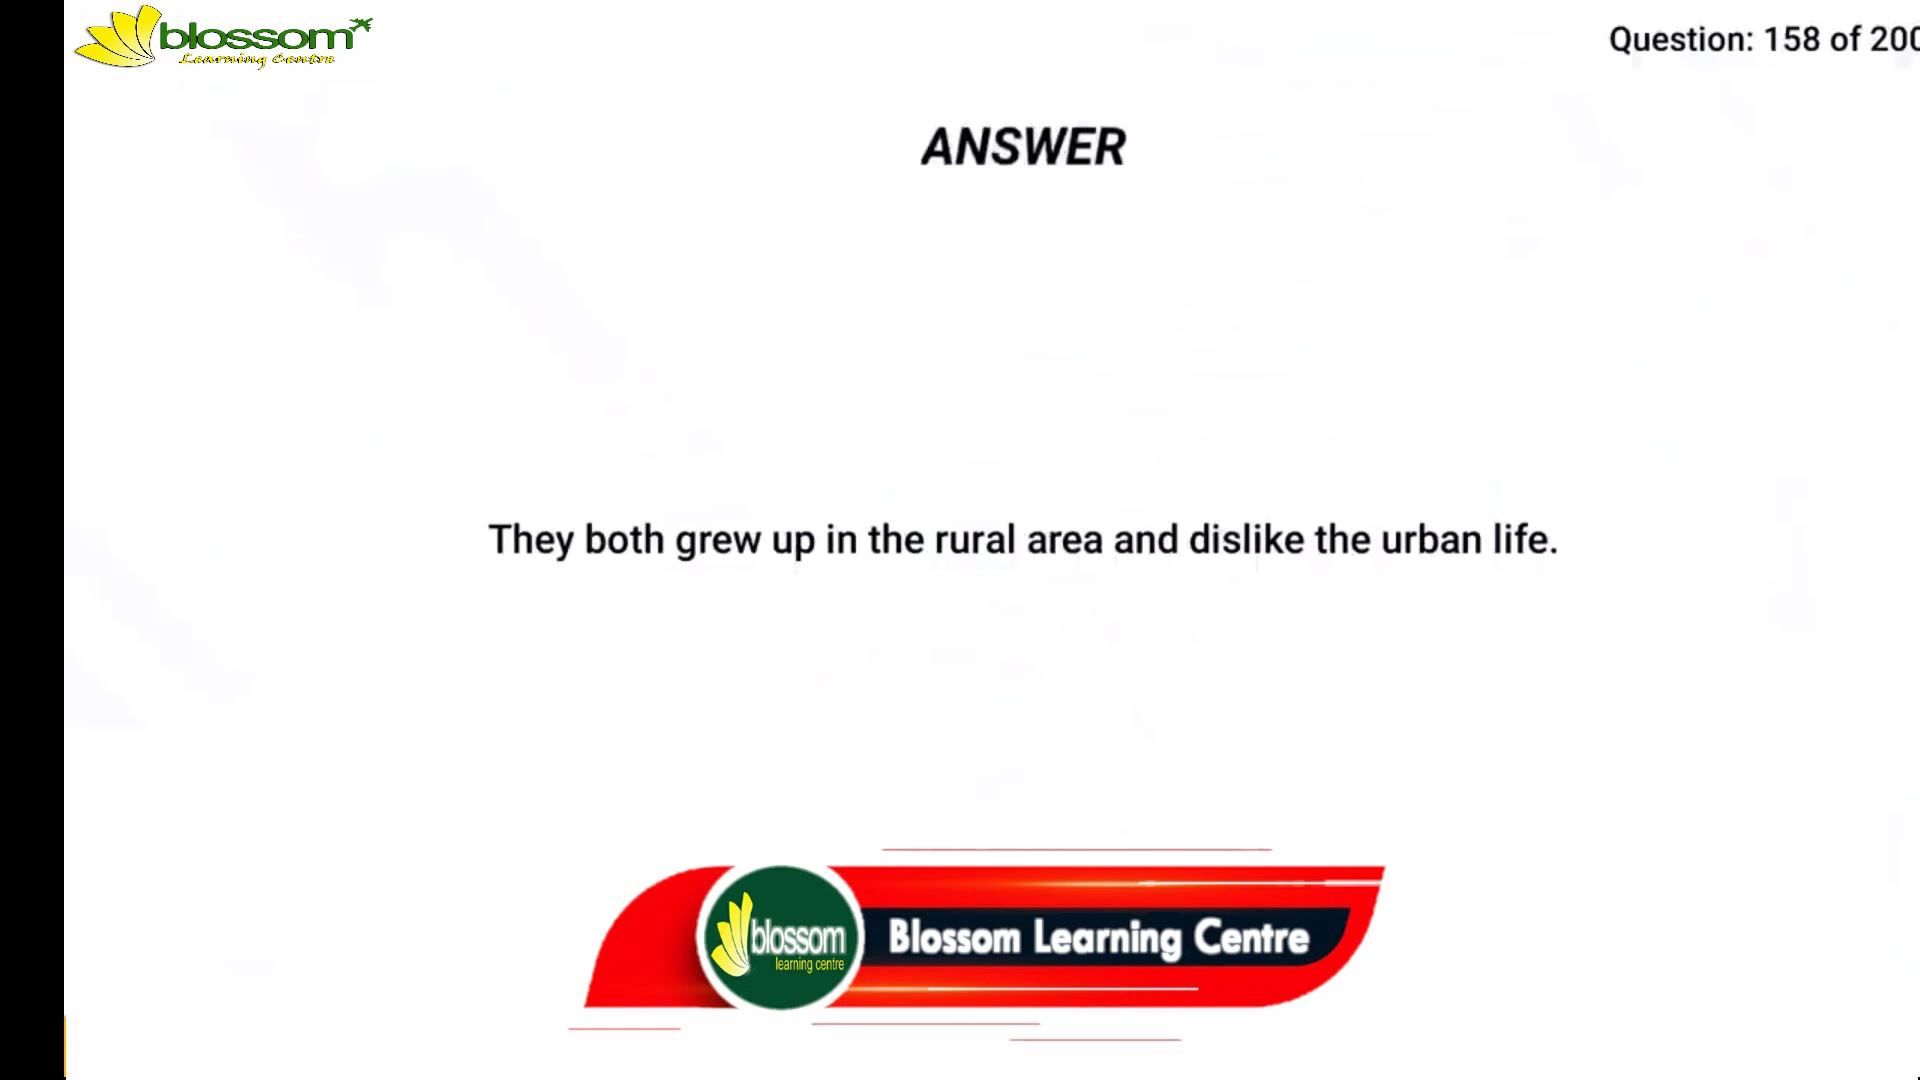 blossom
Learning Centre
Question: 158 of 200
ANSWER
They both grew up in the rural area and dislike the urban life.
blossom
learning centre
Blossom Learning Centre